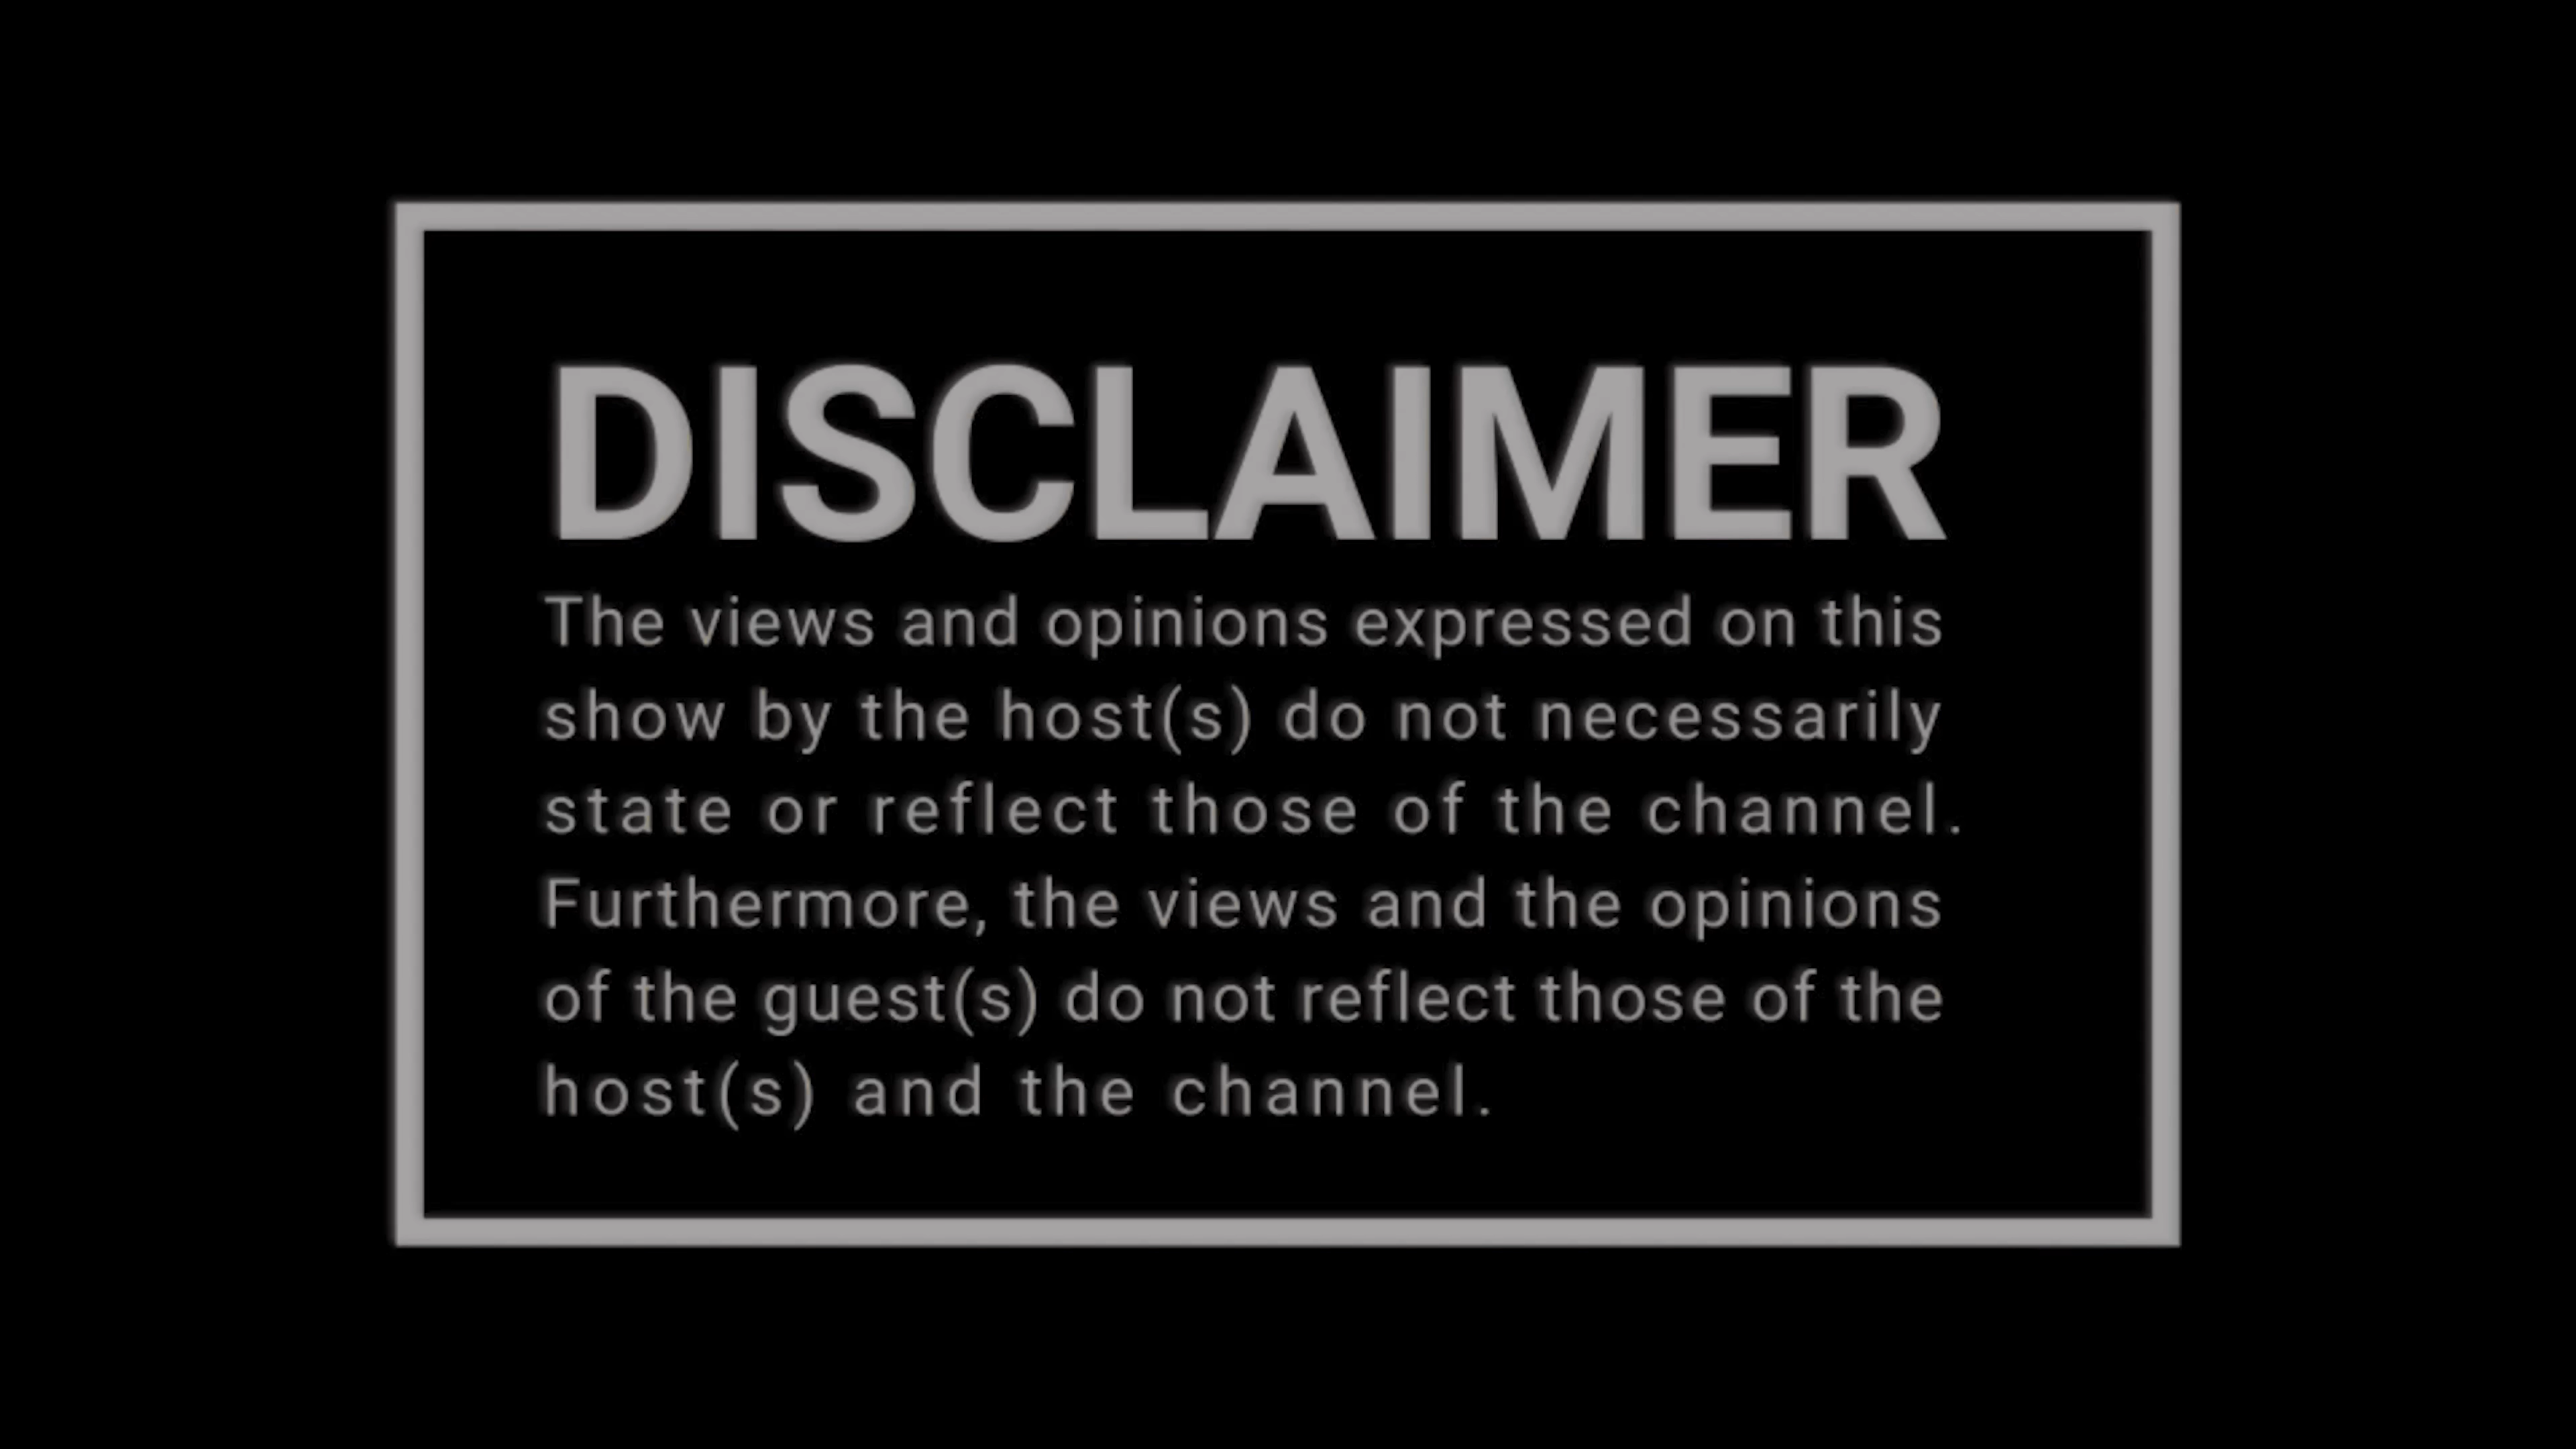 DISCLAIMER
The views and opinions expressed on this
show by the host(s) do not necessarily
state or reflect those of the channel.
Furthermore, the views and the opinions
of the guest(s) do not reflect those of the
host(s) and the channel.